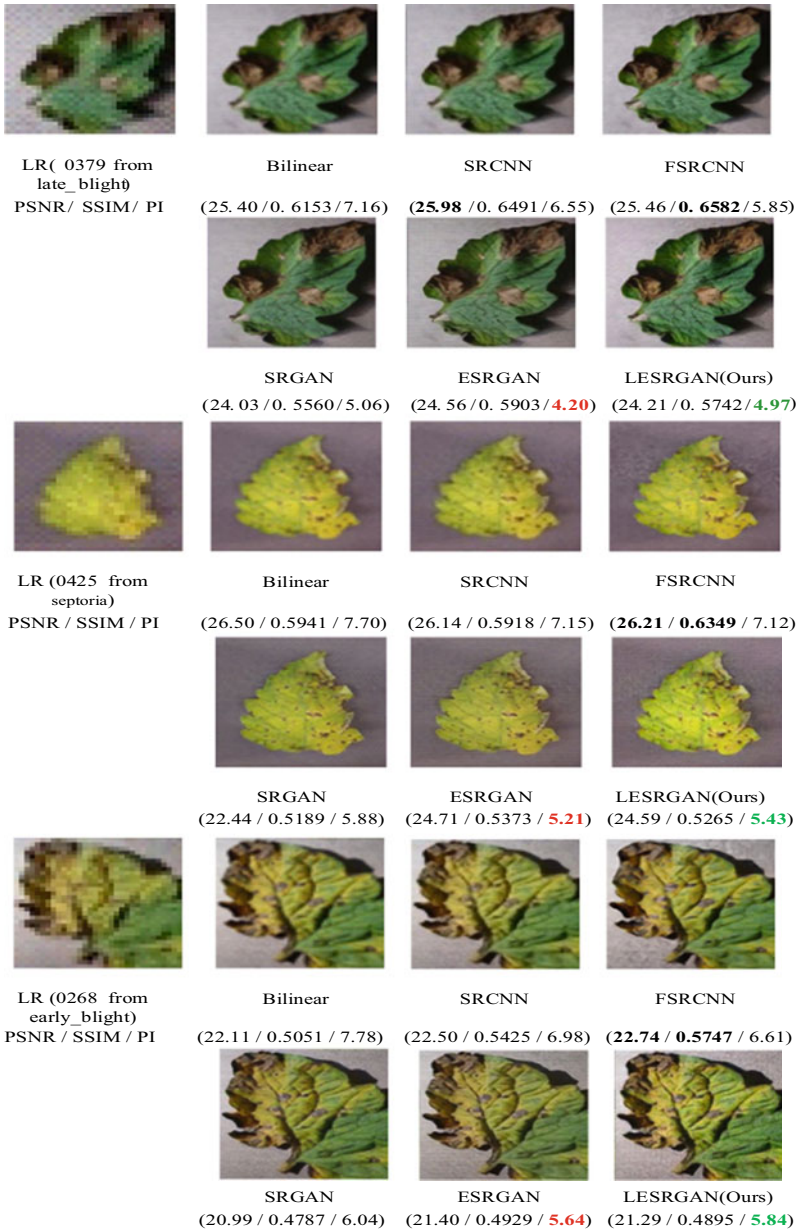 LR( 0379 from
late_blight)
PSNR/ SSIM/ PI
Bilinear
(25. 40 /0. 6153/7.16)
SRCNN
(25.98 /0. 6491/6.55)
FSRCNN
(25.46/0. 6582/5.85)
SRGAN
(24. 03 /0. 5560/5.06)
ESRGAN
(24. 56 /0. 5903/4.20)
LESRGAN(Ours)
(24. 21 /0. 5742/4.97)
LR (0425 from
septoria)
PSNR / SSIM / PI
Bilinear
(26.50 / 0.5941 / 7.70)
SRCNN
(26.14 / 0.5918 / 7.15)
FSRCNN
(26.21 / 0.6349 / 7.12)
SRGAN
(22.44 / 0.5189 / 5.88)
ESRGAN
(24.71 / 0.5373 / 5.21)
LESRGAN(Ours)
(24.59 / 0.5265 / 5.43)
LR (0268 from
early_blight)
PSNR / SSIM / PI
Bilinear
(22.11 / 0.5051 / 7.78)
SRCNN
(22.50 / 0.5425 / 6.98)
FSRCNN
(22.74 / 0.5747 / 6.61)
SRGAN
(20.99 / 0.4787 / 6.04)
ESRGAN
(21.40 / 0.4929 / 5.64)
LESRGAN(Ours)
(21.29 / 0.4895 / 5.84)